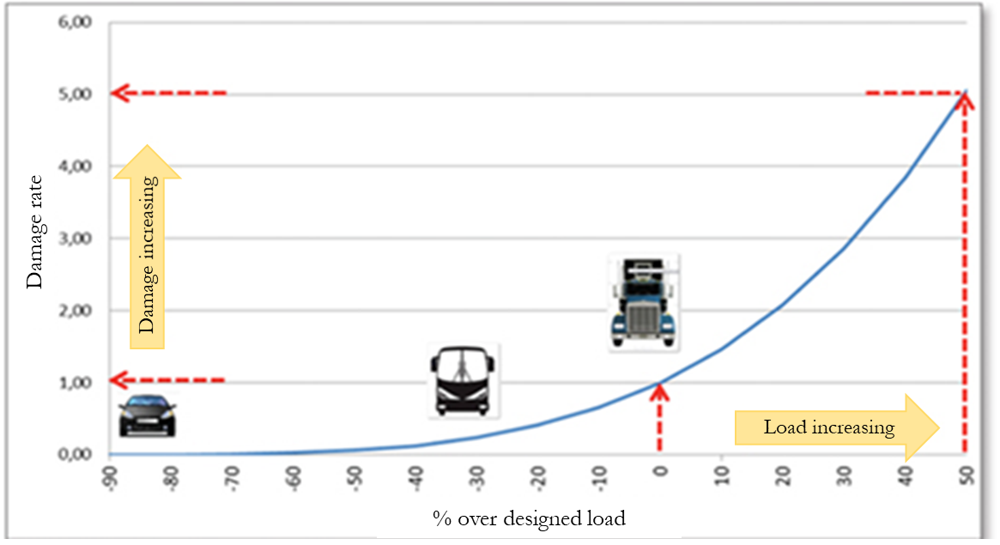 6,00
5,00
4,00
3,00
2,00
1,00
0,00
Damage rate
Damage increasing
Load increasing
-90 -80 -70 -60 -50 -40 -30 -20 -10 0 10 20 30 40 50
% over designed load